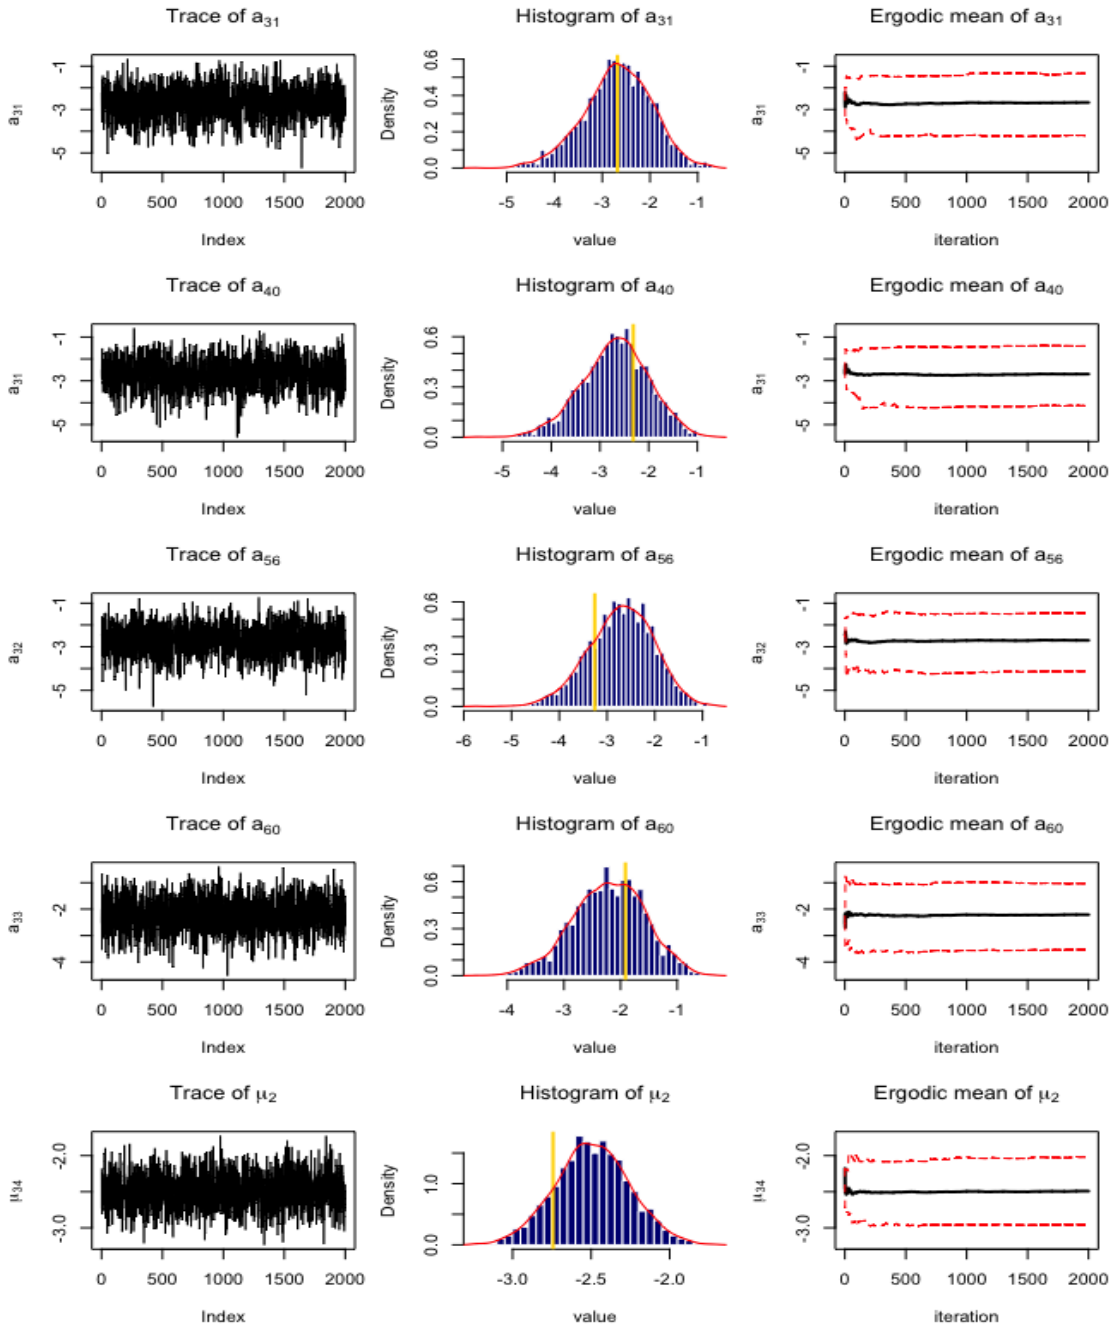 Trace of a31 Histogram of a31 Ergodic mean of a31
a31 -1 -3 -5 Density 0.6 0.4 0.2 0.0 a31 -1 -3 -5
0 500 1000 1500 2000 -5 -4 -3 -2 -1 0 500 1000 1500 2000
Index value iteration
Trace of a40 Histogram of a40 Ergodic mean of a40
a31 -1 -3 -5 Density 0.6 0.3 0.0 a31 -1 -3 -5
0 500 1000 1500 2000 -5 -4 -3 -2 -1 0 500 1000 1500 2000
Index value iteration
Trace of a56 Histogram of a56 Ergodic mean of a56
a32 -1 -3 -5 Density 0.6 0.3 0.0 a32 -1 -3 -5
0 500 1000 1500 2000 -6 -5 -4 -3 -2 -1 0 500 1000 1500 2000
Index value iteration
Trace of a60 Histogram of a60 Ergodic mean of a60
a33 -2 -4 Density 0.6 0.3 0.0 a33 -2 -4
0 500 1000 1500 2000 -4 -3 -2 -1 0 500 1000 1500 2000
Index value iteration
Trace of μ2 Histogram of μ2 Ergodic mean of μ2
μ34 -2.0 -3.0 Density 1.0 0.0 μ34 -2.0 -3.0
0 500 1000 1500 2000 -3.0 -2.5 -2.0 0 500 1000 1500 2000
Index value iteration